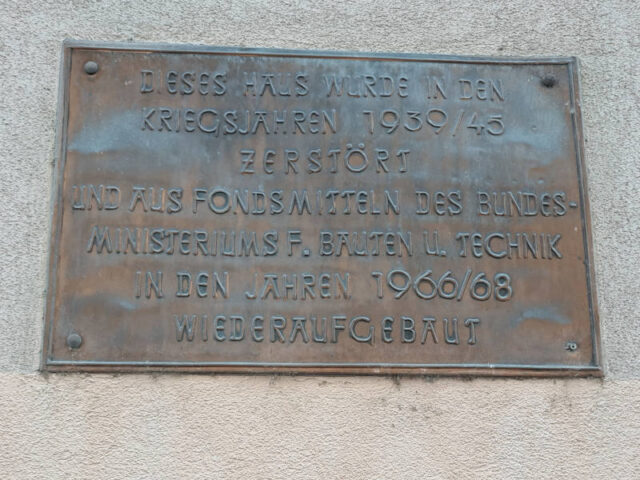 DIESES HAUS WURDE IN DEN
KRIEGSJAHREN 1939/45
ZERSTÖRT
UND AUS FONDSMITTELN DES BUNDES-
MINISTERIUMS F. BAUTEN U. TECHNIK
IN DEN JAHREN 1966/68
WIEDERAUFGEBAUT